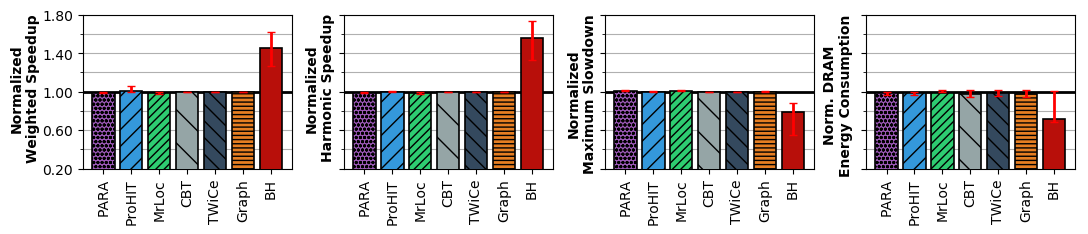 Normalized
Weighted Speedup
1.80
1.40
1.00
0.60
0.20
PARA
ProHIT
MrLoc
CBT
TWiCe
Graph
BH
Normalized
Harmonic Speedup
PARA
ProHIT
MrLoc
CBT
TWiCe
Graph
BH
Normalized
Maximum Slowdown
PARA
ProHIT
MrLoc
CBT
TWiCe
Graph
BH
Norm. DRAM
Energy Consumption
PARA
ProHIT
MrLoc
CBT
TWiCe
Graph
BH